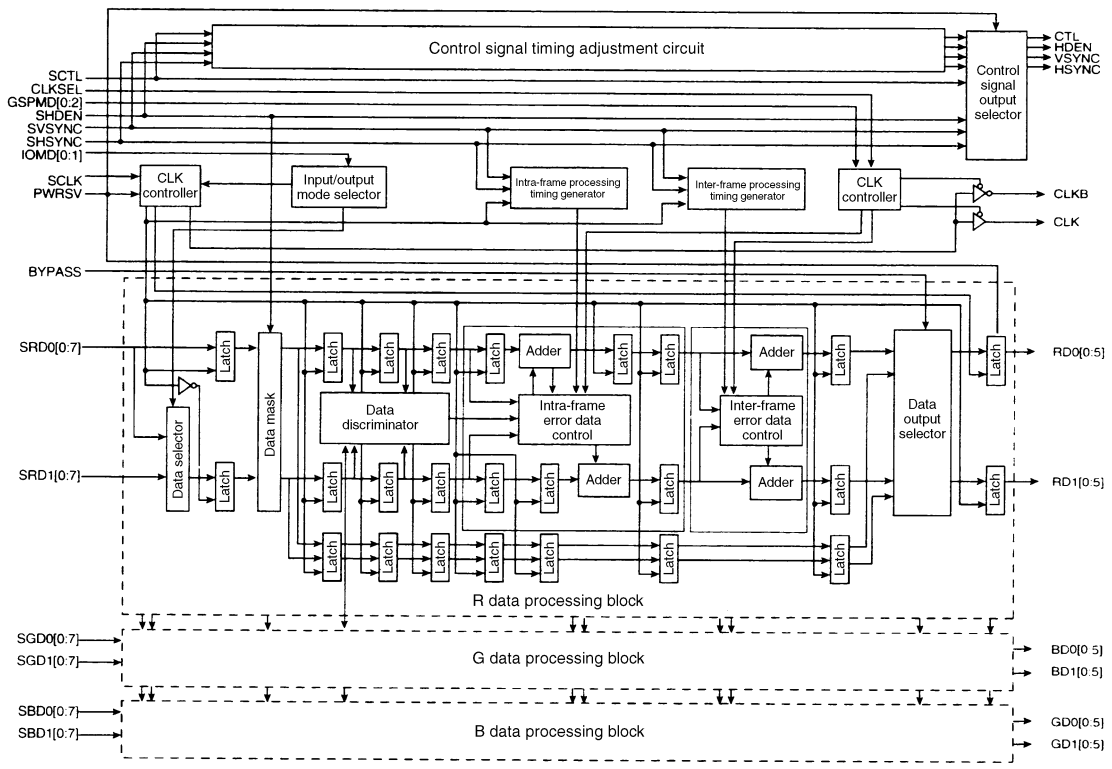 Control signal timing adjustment circuit
CTL
HDEN
VSYNC
HSYNC
Control signal output selector
SCTL
CLKSEL
GSPMD[0:2]
SHDEN
SVSYNC
SHSYNC
IOMD[0:1]
SCLK
PWRSV
CLK controller
Input/output mode selector
Intra-frame processing timing generator
Inter-frame processing timing generator
CLK controller
CLKB
CLK
BYPASS
SRD0[0:7]
Latch
Latch
Latch
Latch
Latch
Adder
Latch
Latch
Adder
Latch
Latch
RD0[0:5]
Data mask
Data discriminator
Intra-frame error data control
Inter-frame error data control
Data output selector
Data selector
SRD1[0:7]
Latch
Latch
Latch
Latch
Latch
Latch
Adder
Latch
Adder
Latch
Latch
RD1[0:5]
Latch
Latch
Latch
Latch
Latch
Latch
Latch
R data processing block
SGD0[0:7]
SGD1[0:7]
G data processing block
BD0[0:5]
BD1[0:5]
SBD0[0:7]
SBD1[0:7]
B data processing block
GD0[0:5]
GD1[0:5]